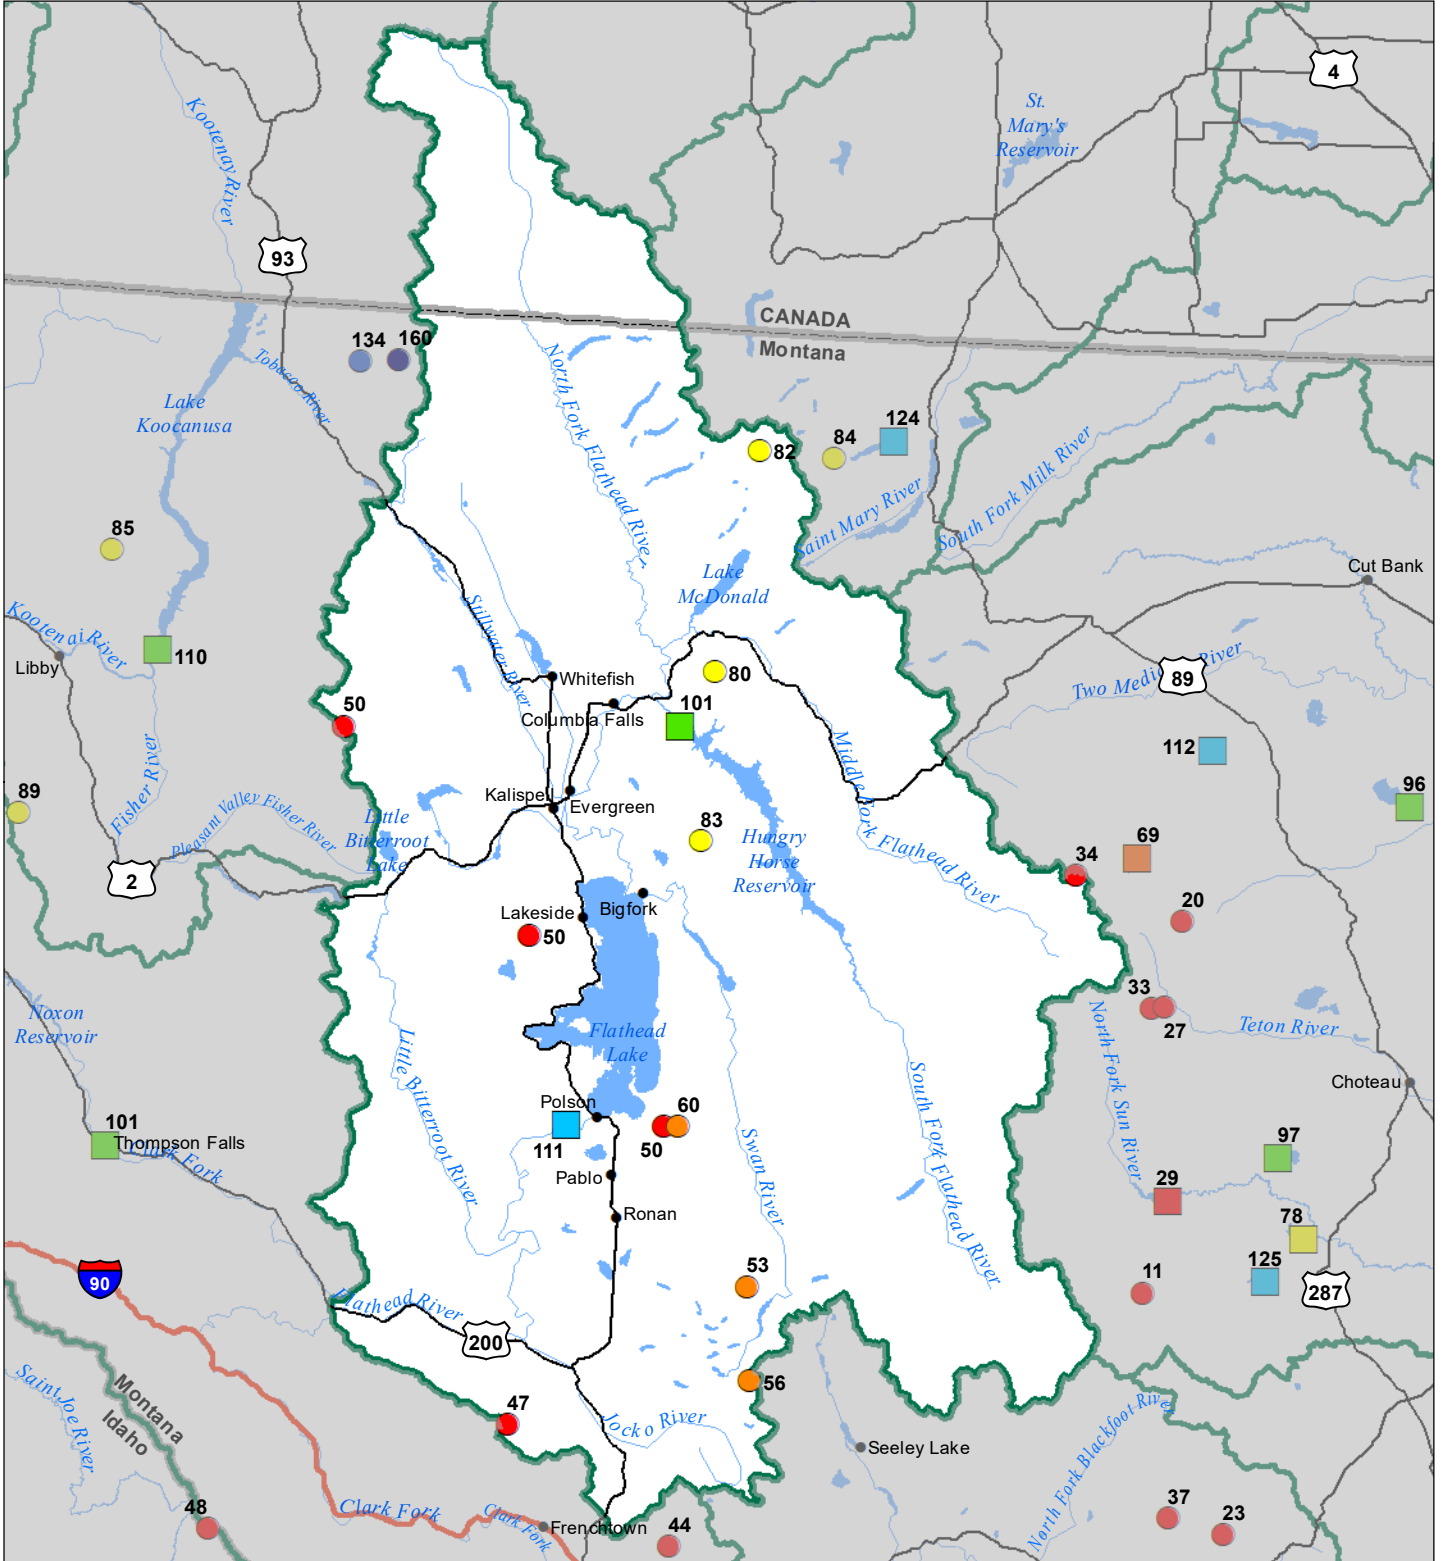 4
St.
Mary's
Reservoir
Kootenay River
93
CANADA
Montana
134
160
Tobacco River
North Fork Flathead River
Lake
Koocanusa
82
84
124
South Fork Milk River
Saint Mary River
85
Lake
McDonald
Cut Bank
Kootenai River
Libby
110
Stillwater River
Whitefish
Columbia Falls
80
101
Two Medicine River
89
50
112
Middle Fork Flathead River
96
89
Fisher River
Pleasant Valley Fisher River
Little
Bitterroot
Lake
Kalispell
Evergreen
83
Hungry
Horse
Reservoir
34
69
2
20
Lakeside
Bigfork
50
Noxon
Reservoir
Flathead
Lake
33
27
Teton River
North Fork Sun River
Little Bitterroot River
South Fork Flathead River
Choteau
101
Thompson Falls
Clark Fork
Polson
111
60
50
Swan River
Pablo
97
29
Ronan
78
90
53
11
125
287
Flathead River
200
56
Saint Joe River
Montana
Idaho
47
Jocko River
Seeley Lake
North Fork Blackfoot River
48
Clark Fork
Clark Fork
Frenchtown
44
37
23